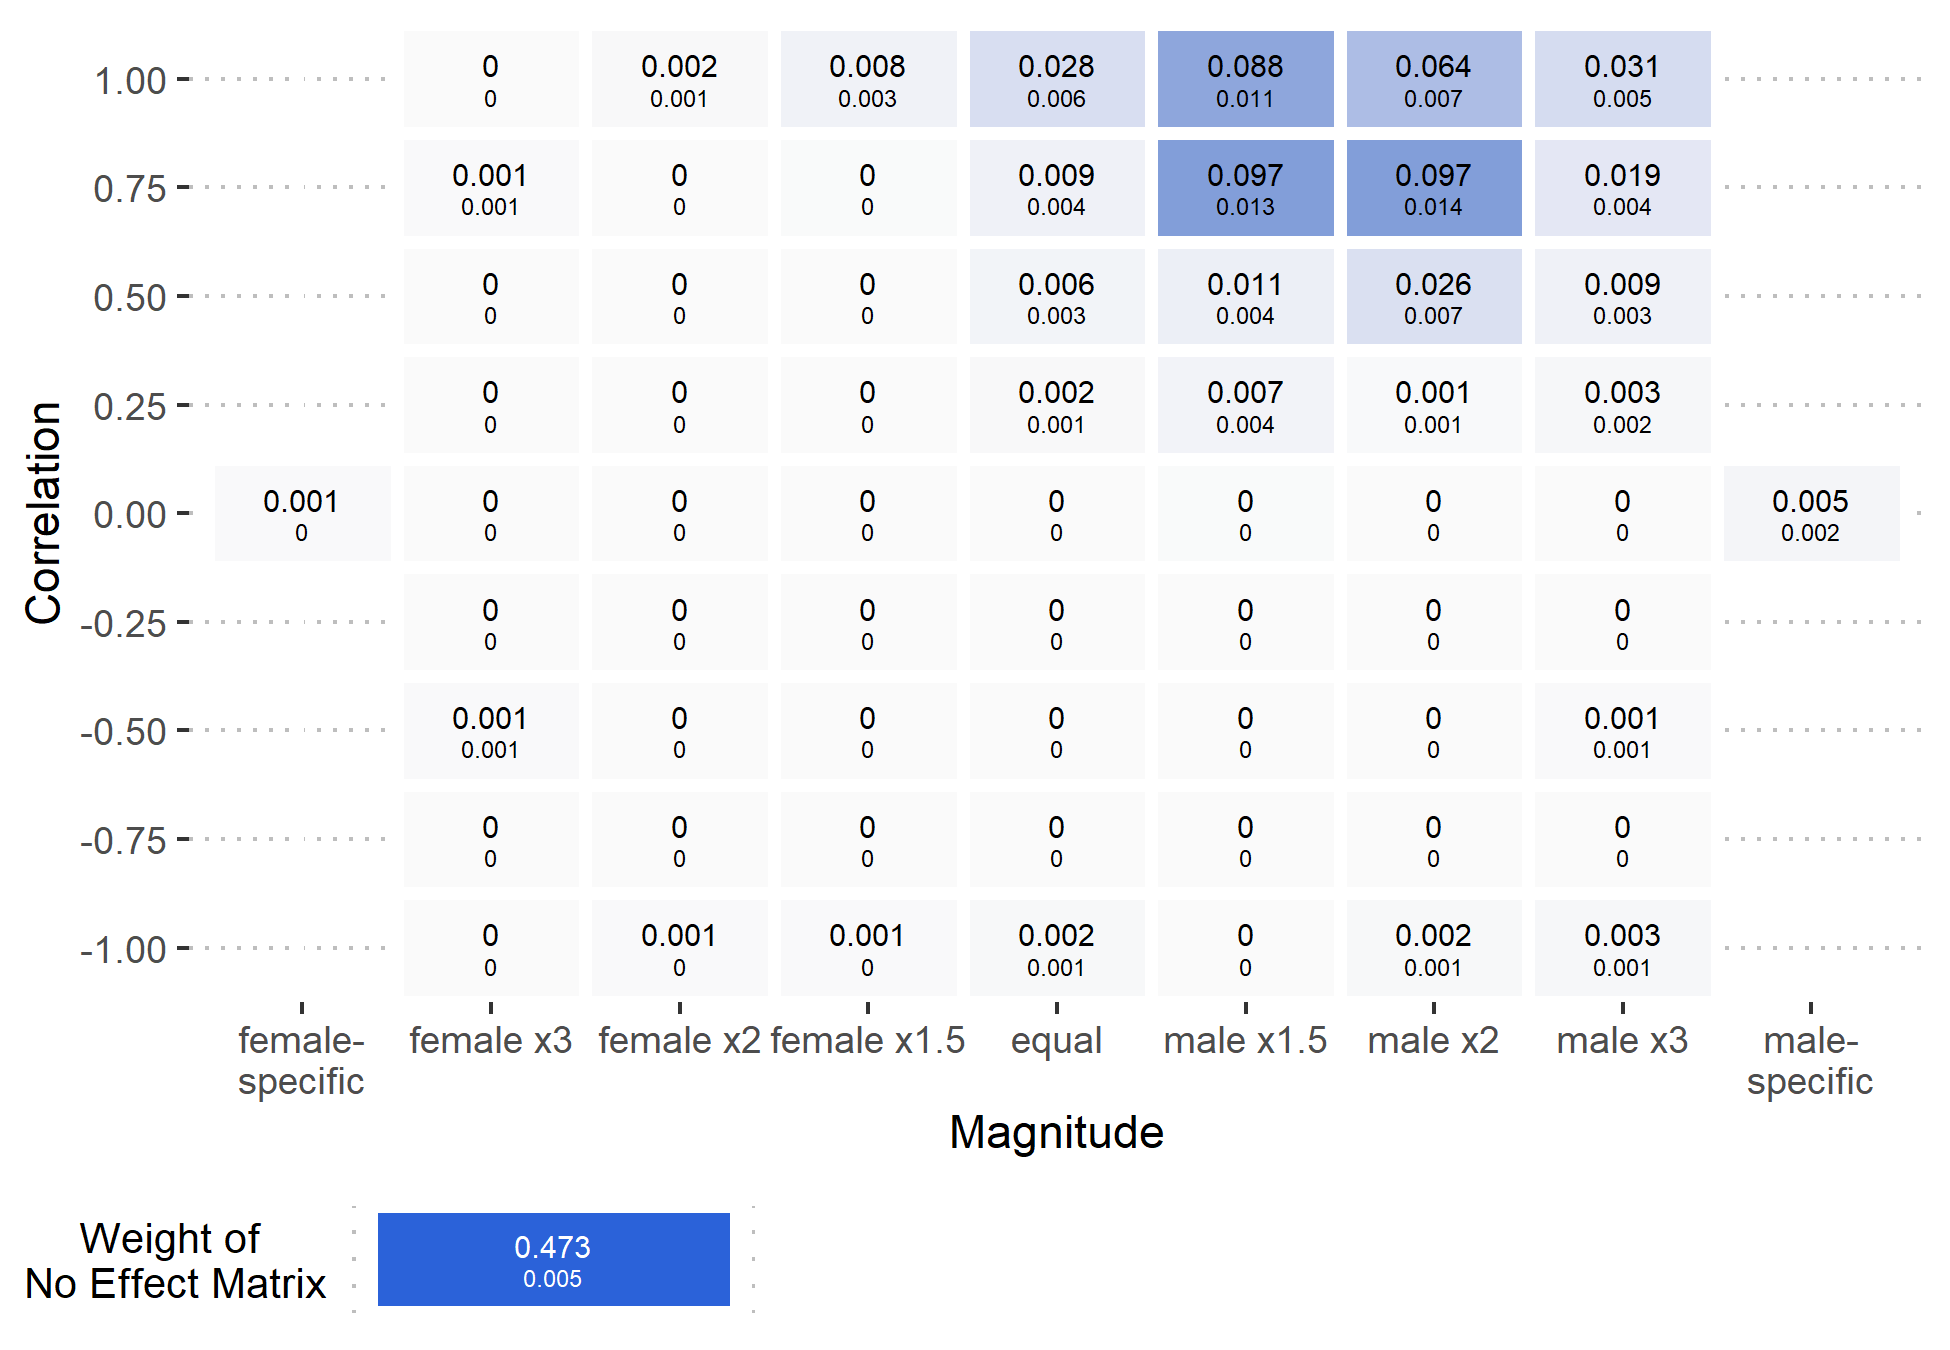 1.00 0 0.002 0.008 0.028 0.088 0.064 0.031
0 0.001 0.003 0.006 0.011 0.007 0.005
0.75 0.001 0 0 0.009 0.097 0.097 0.019
0.001 0 0 0.004 0.013 0.014 0.004
0.50 0 0 0 0.006 0.011 0.026 0.009
0 0 0 0.003 0.004 0.007 0.003
0.25 0 0 0 0.002 0.007 0.001 0.003
0 0 0 0.001 0.004 0.001 0.002
0.00 0.001 0 0 0 0 0 0 0 0.005
0 0 0 0 0 0 0 0 0.002
-0.25 0 0 0 0 0 0 0
0 0 0 0 0 0 0
-0.50 0.001 0 0 0 0 0 0.001
0.001 0 0 0 0 0 0.001
-0.75 0 0 0 0 0 0 0
0 0 0 0 0 0 0
-1.00 0 0.001 0.001 0.002 0 0.002 0.003
0 0 0 0.001 0 0.001 0.001
Correlation
female- female x3 female x2 female x1.5 equal male x1.5 male x2 male x3 male-
specific specific
Magnitude
Weight of
No Effect Matrix
0.473
0.005